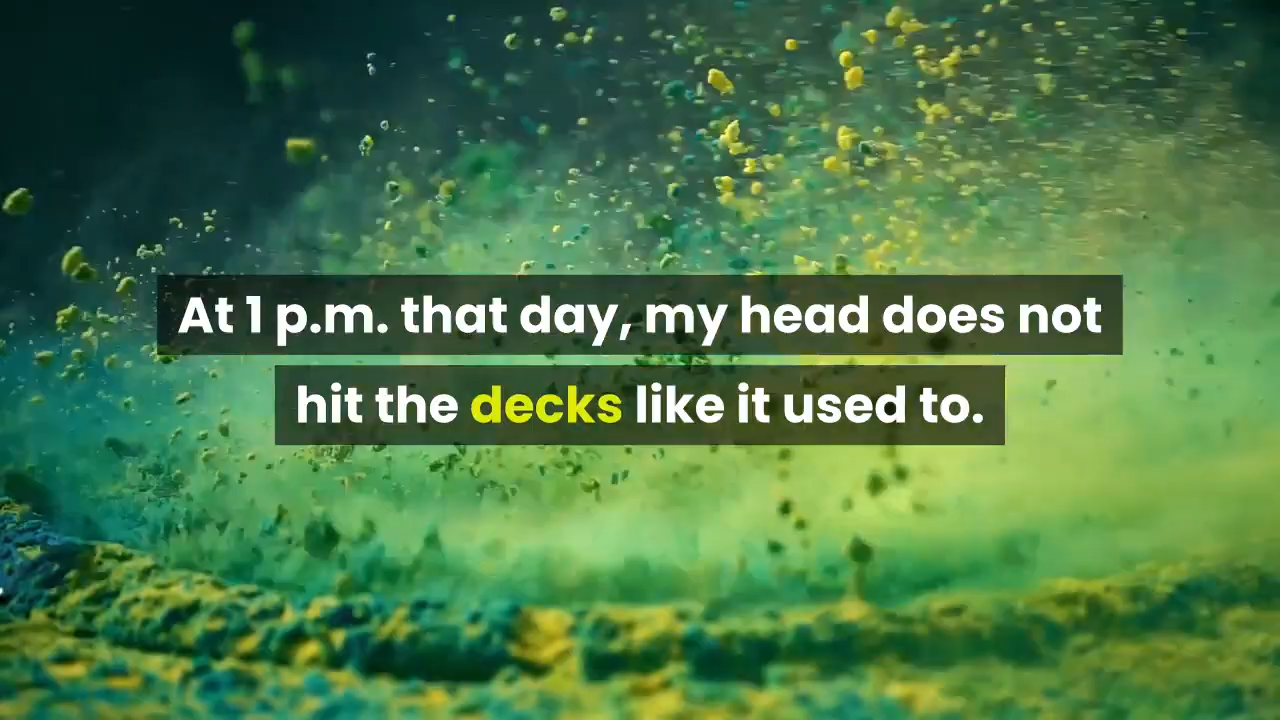 At 1 p.m. that day, my head does not
hit the decks like it used to.